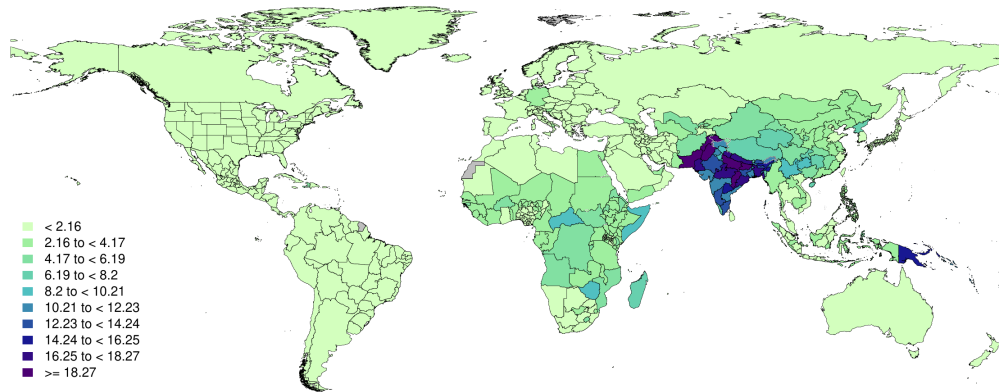 < 2.16
2.16 to < 4.17
4.17 to < 6.19
6.19 to < 8.2
8.2 to < 10.21
10.21 to < 12.23
12.23 to < 14.24
14.24 to < 16.25
16.25 to < 18.27
>= 18.27